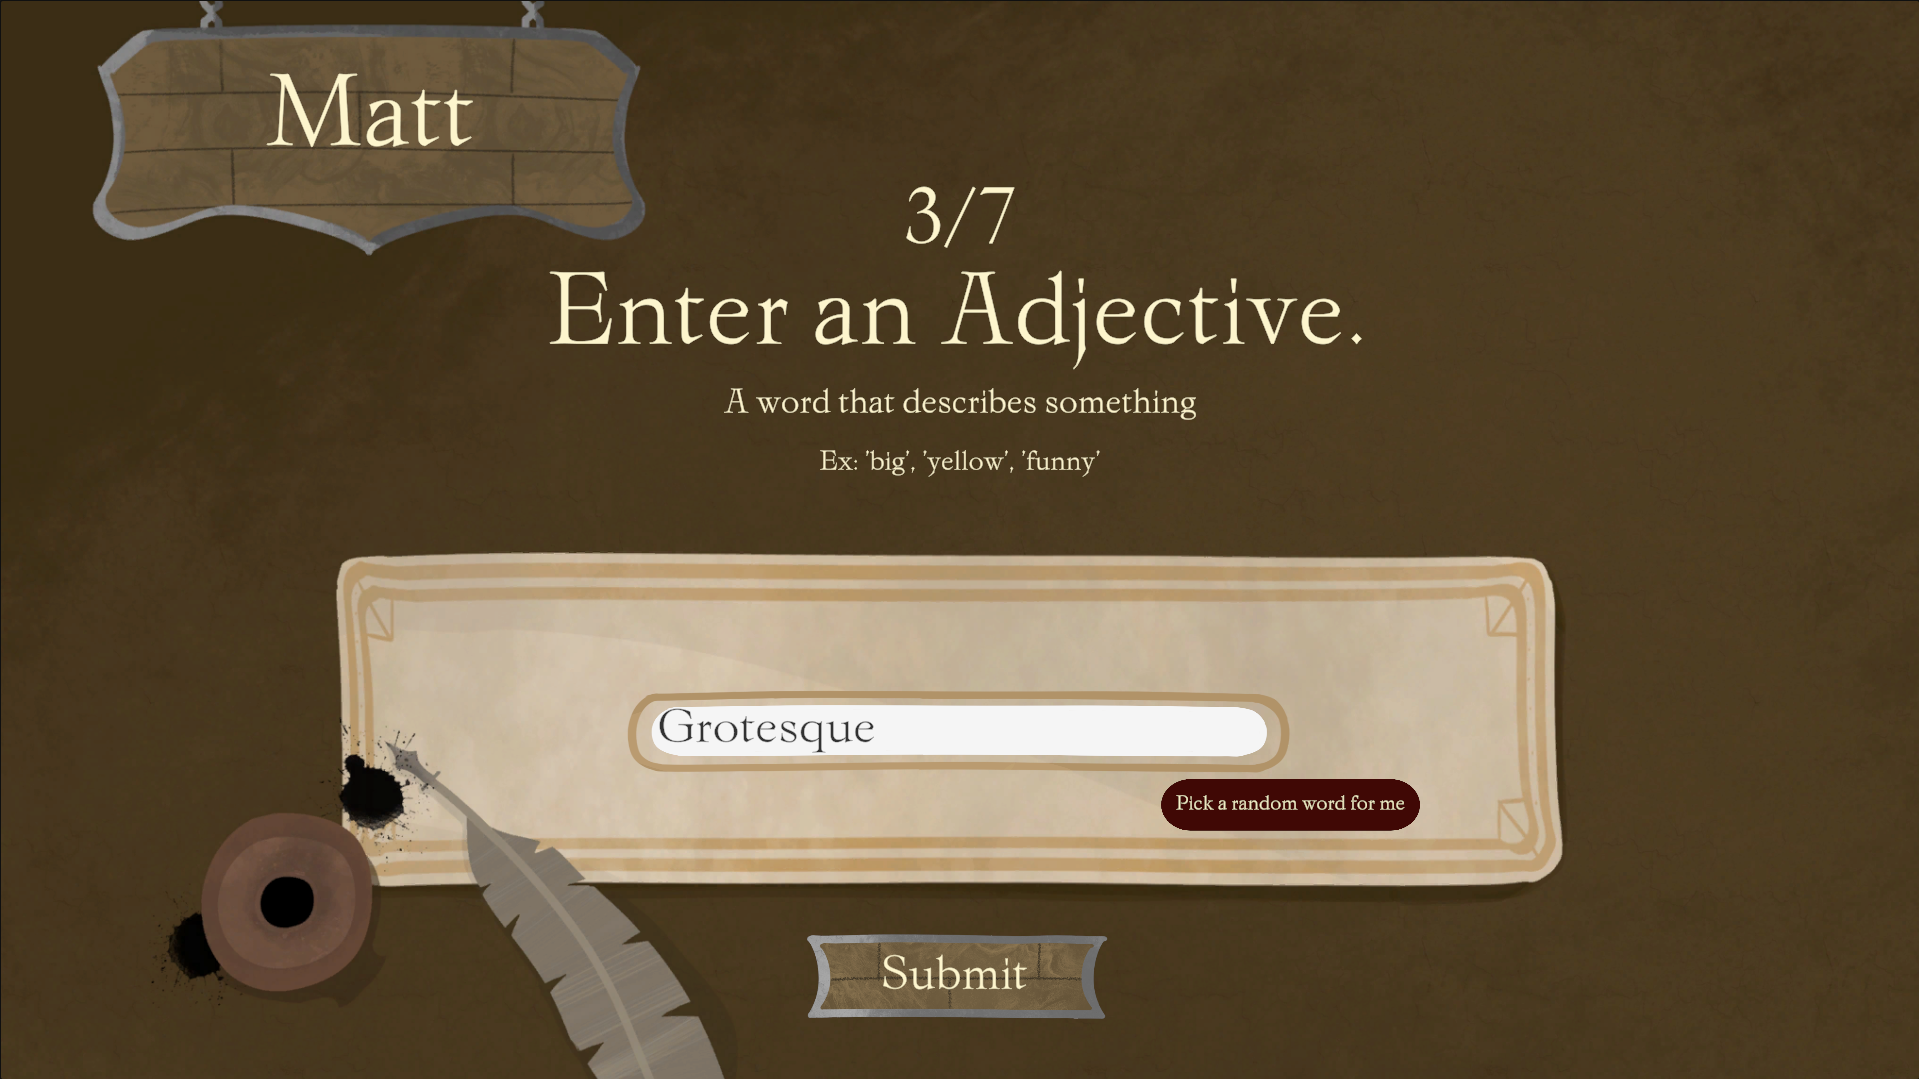 Matt
3/7
Enter an Adjective.
A word that describes something
Ex: 'big', 'yellow', 'funny'
Grotesque
Pick a random word for me
Submit